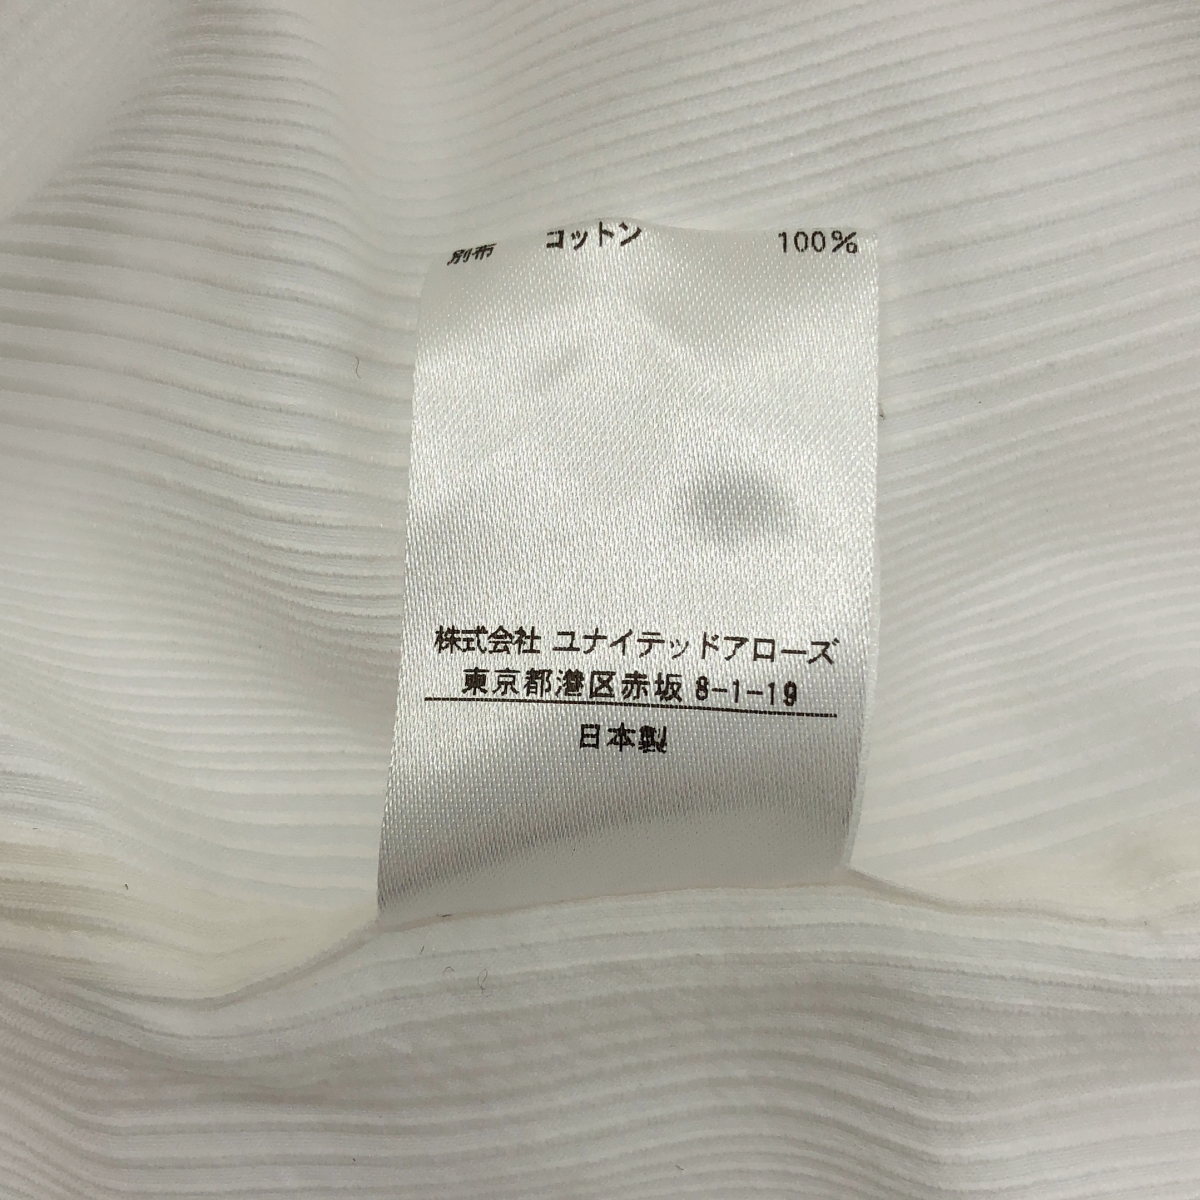 別布 コットン 100%
株式会社 ユナイテッドアローズ
東京都港区赤坂 8-1-19
日本製